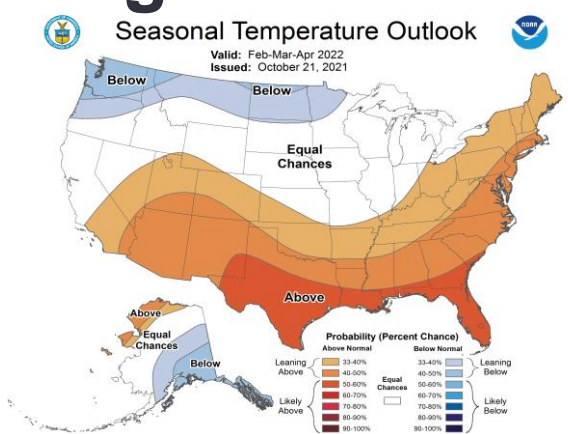 g
Seasonal Temperature Outlook
NOAA
Valid: Feb-Mar-Apr 2022
Issued: October 21, 2021
Below
Below
Equal
Chances
Above
Above
Equal
Chances
Below
Probability (Percent Chance)
Above Normal
Below Normal
Leaning
Above
33-40%
40-50%
50-60%
60-70%
70-80%
80-90%
90-100%
Likely
Above
Equal
Chances
33-40%
40-50%
50-60%
60-70%
70-80%
80-90%
90-100%
Leaning
Below
Likely
Below